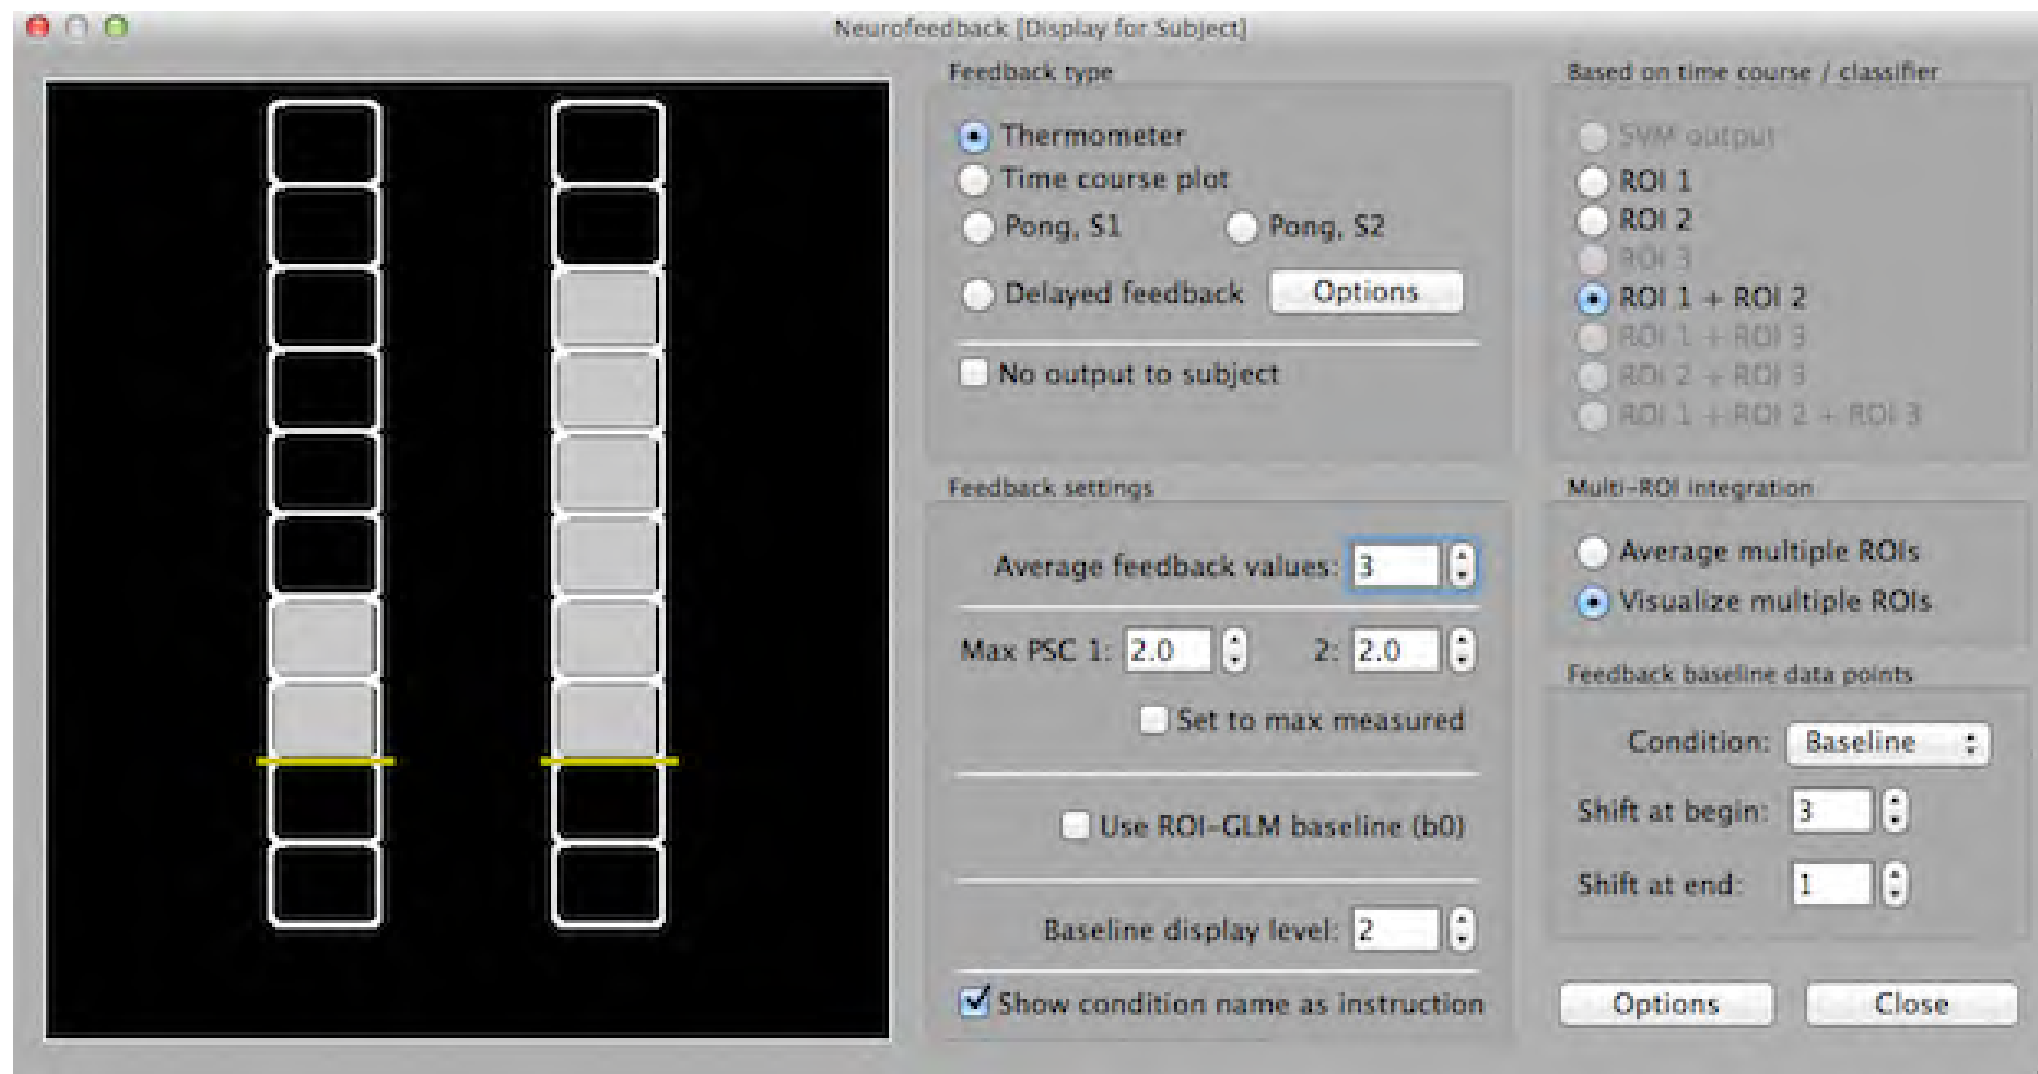 Neurofeedback [Display for Subject]
Feedback type
Thermometer
Time course plot
Pong, S1
Pong, S2
Delayed feedback
Options
No output to subject
Feedback settings
Average feedback values: 3
Max PSC 1: 2.0 2: 2.0
Set to max measured
Use ROI-GLM baseline (b0)
Baseline display level: 2
Show condition name as instruction
Based on time course / classifier
SVM output
ROI 1
ROI 2
ROI 3
ROI 1 + ROI 2
ROI 1 + ROI 3
ROI 2 + ROI 3
ROI 1 + ROI 2 + ROI 3
Multi-ROI integration
Average multiple ROIs
Visualize multiple ROIs
Feedback baseline data points
Condition: Baseline
Shift at begin: 3
Shift at end: 1
Options
Close